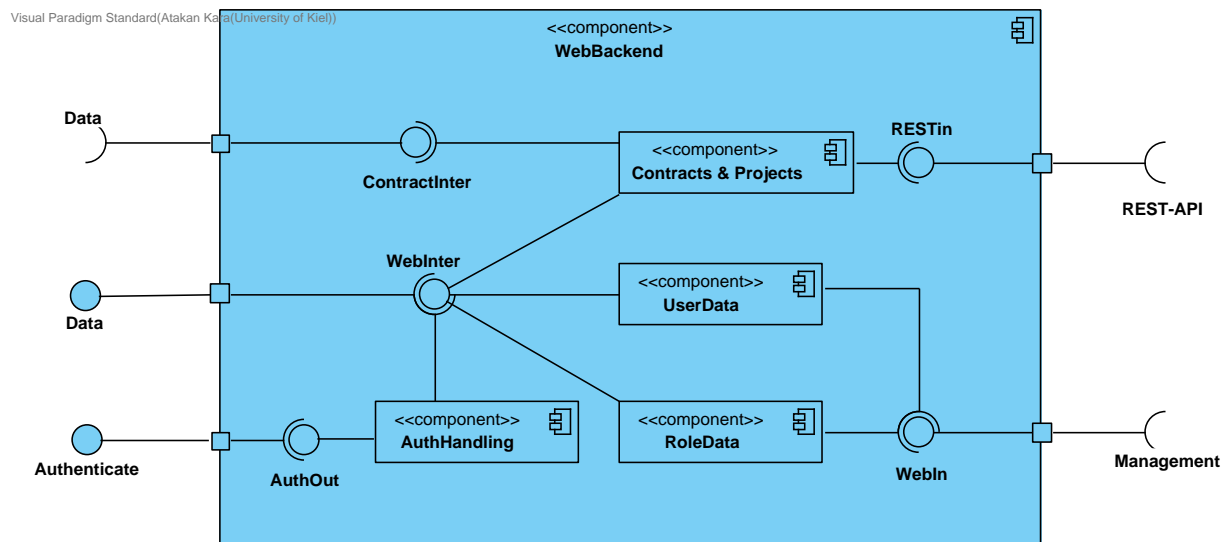 Visual Paradigm Standard(Atakan Kara(University of Kiel))
<<component>>
WebBackend
Data
ContractInter
<<component>>
Contracts & Projects
RESTin
REST-API
WebInter
Data
<<component>>
UserData
<<component>>
AuthHandling
AuthOut
Authenticate
<<component>>
RoleData
WebIn
Management